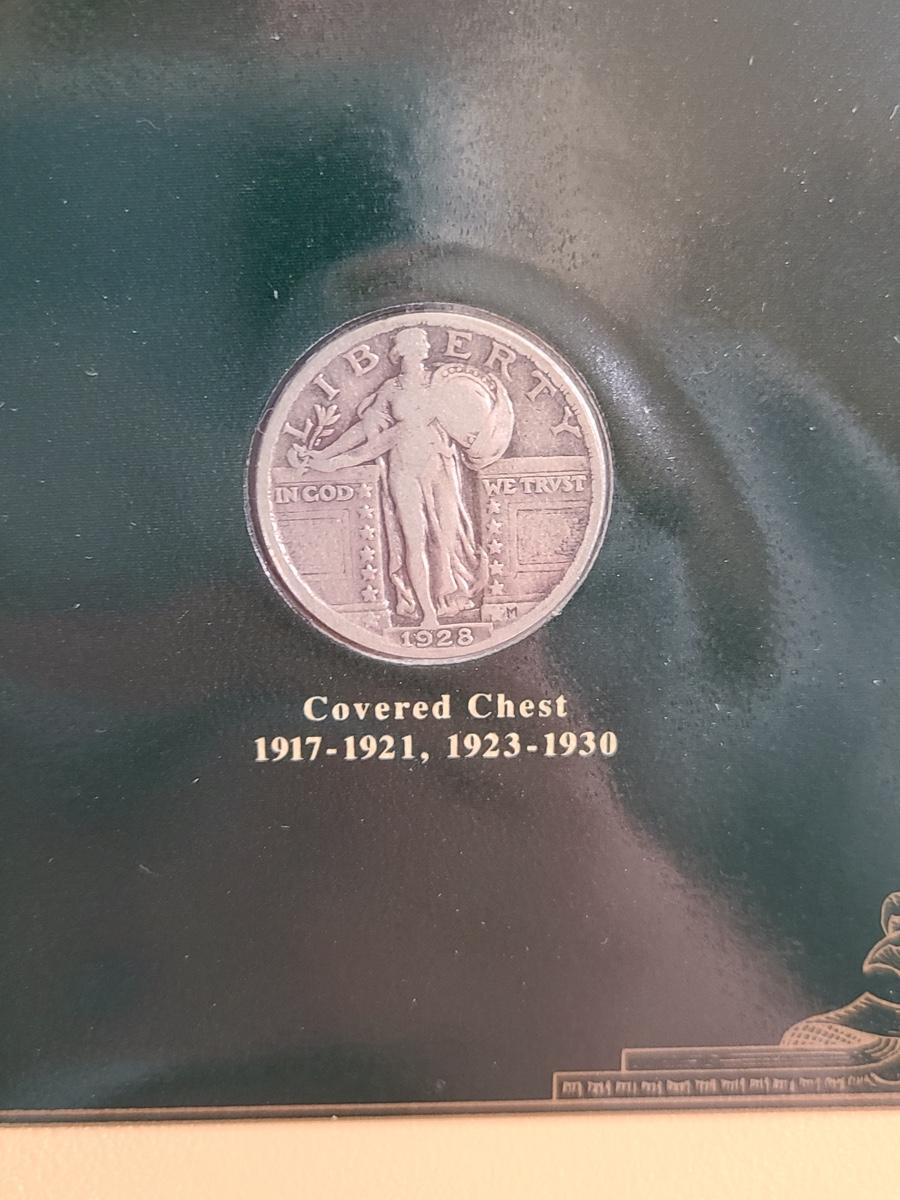 LIBERTY
IN GOD WE TRVST
M
1928
Covered Chest
1917-1921, 1923-1930